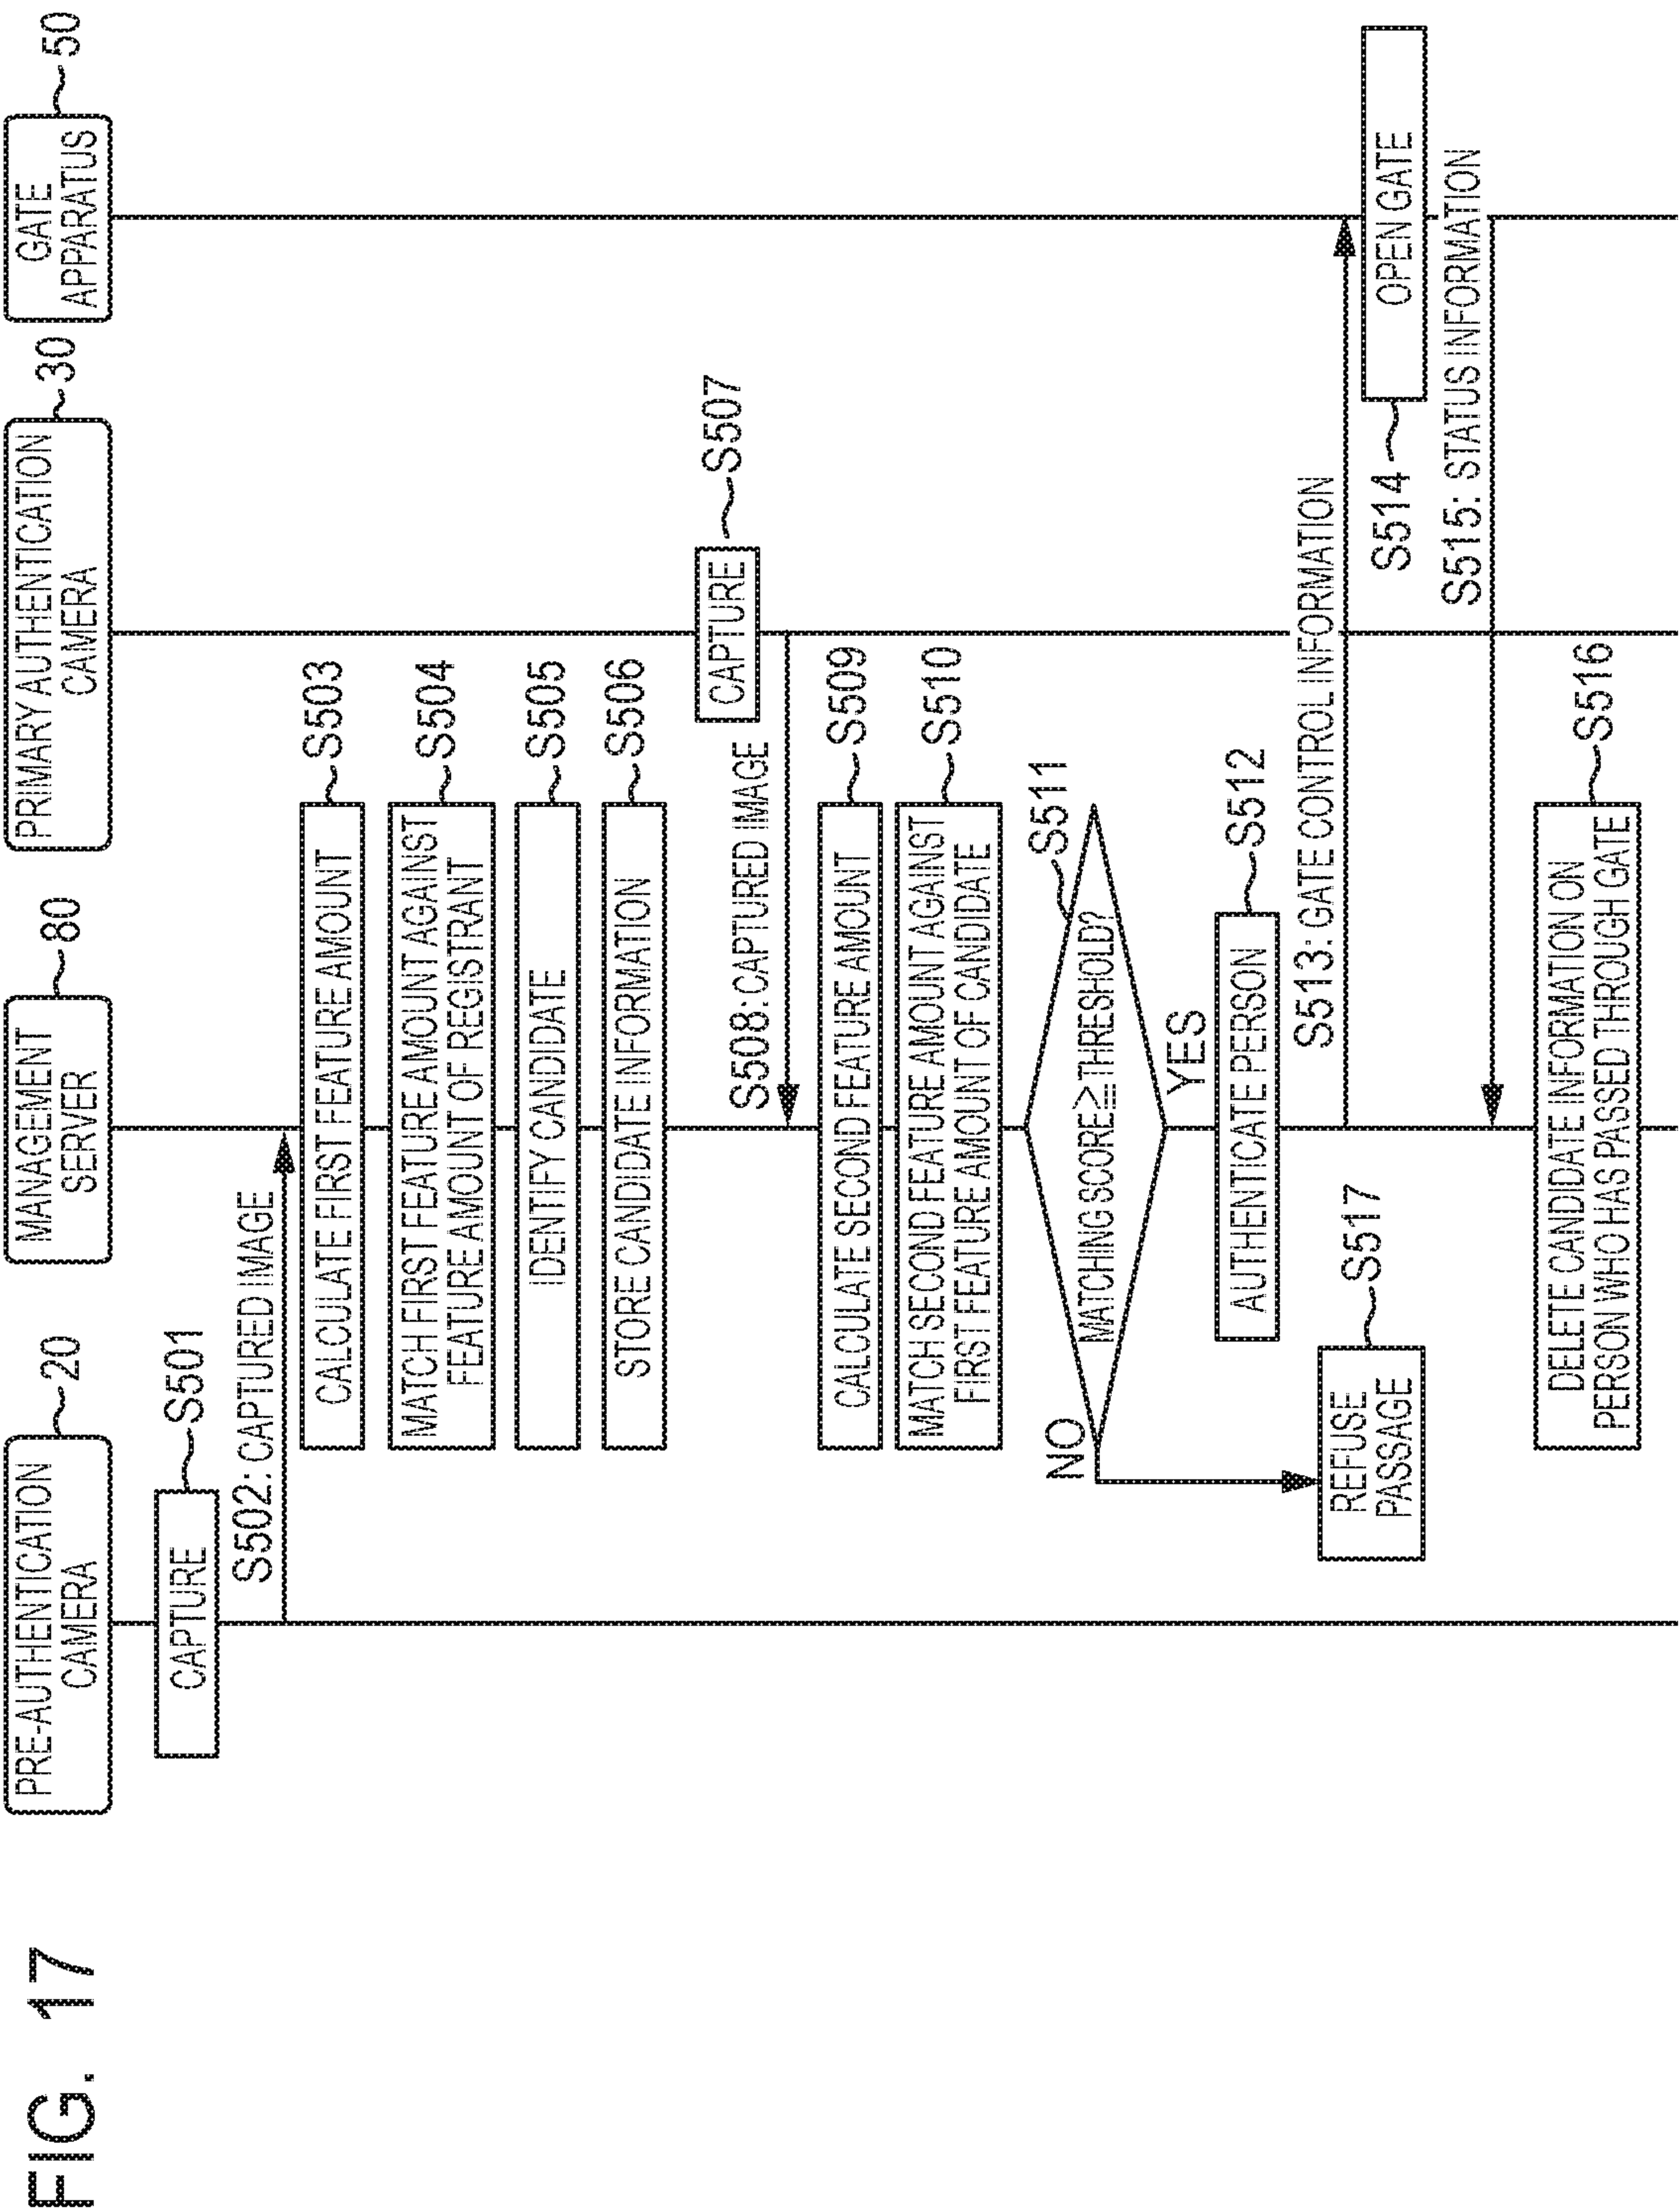 FIG. 17
PRE-AUTHENTICATION
CAMERA
20
MANAGEMENT
SERVER
80
PRIMARY AUTHENTICATION
CAMERA
30
GATE
APPARATUS
50
CAPTURE
S501
S502: CAPTURED IMAGE
CALCULATE FIRST FEATURE AMOUNT
S503
MATCH FIRST FEATURE AMOUNT AGAINST
FEATURE AMOUNT OF REGISTRANT
S504
IDENTIFY CANDIDATE
S505
STORE CANDIDATE INFORMATION
S506
CAPTURE
S507
S508: CAPTURED IMAGE
CALCULATE SECOND FEATURE AMOUNT
S509
MATCH SECOND FEATURE AMOUNT AGAINST
FIRST FEATURE AMOUNT OF CANDIDATE
S510
MATCHING SCORE≧THRESHOLD?
S511
NO
YES
AUTHENTICATE PERSON
S512
S513: GATE CONTROL INFORMATION
REFUSE
PASSAGE
S517
S514
OPEN GATE
S515: STATUS INFORMATION
DELETE CANDIDATE INFORMATION ON
PERSON WHO HAS PASSED THROUGH GATE
S516